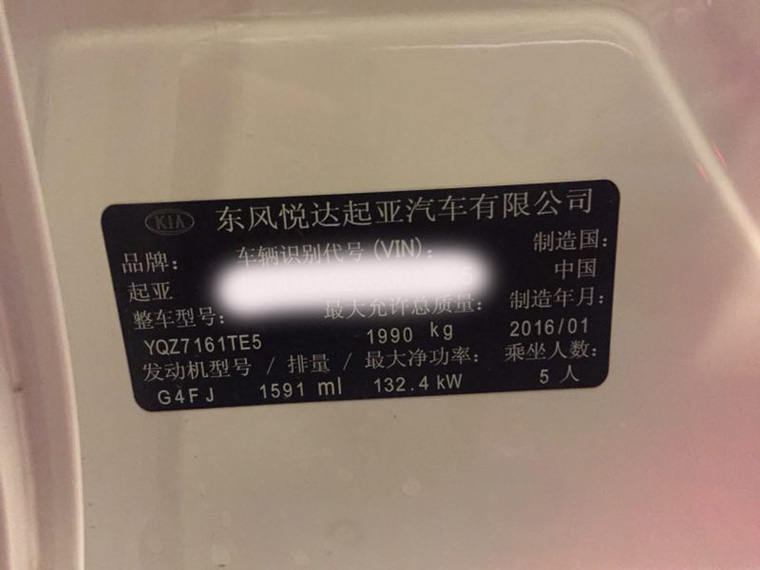 KIA 东风悦达起亚汽车有限公司
品牌: 车辆识别代号(VIN): 制造国:
起亚 5 中国
整车型号: 最大允许总质量: 制造年月:
YQZ7161TE5 1990 kg 2016/01
发动机型号 / 排量 / 最大净功率: 乘坐人数:
G4FJ 1591 ml 132.4 kW 5 人